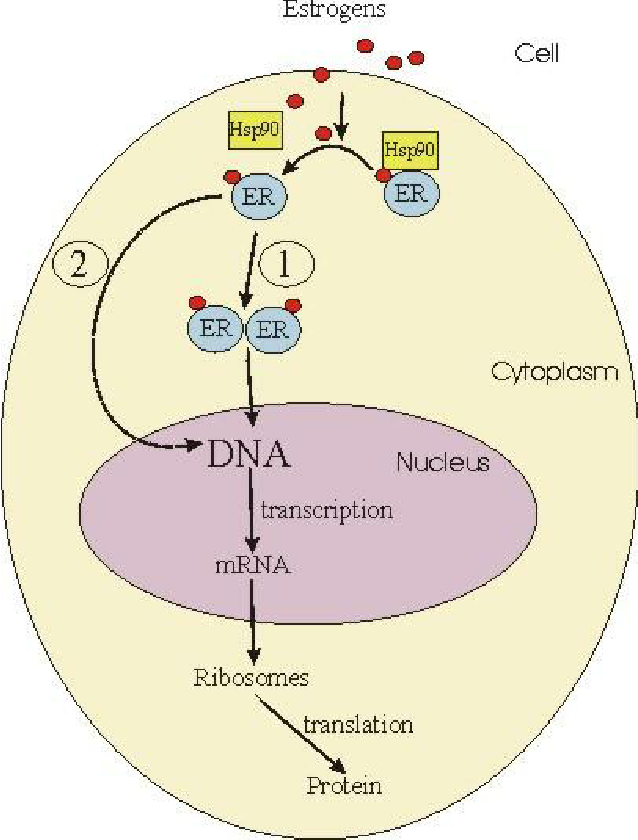 Estrogens
Cell
Hsp90
Hsp90
ER
ER
2
1
ER
ER
Cytoplasm
DNA
Nucleus
transcription
mRNA
Ribosomes
translation
Protein